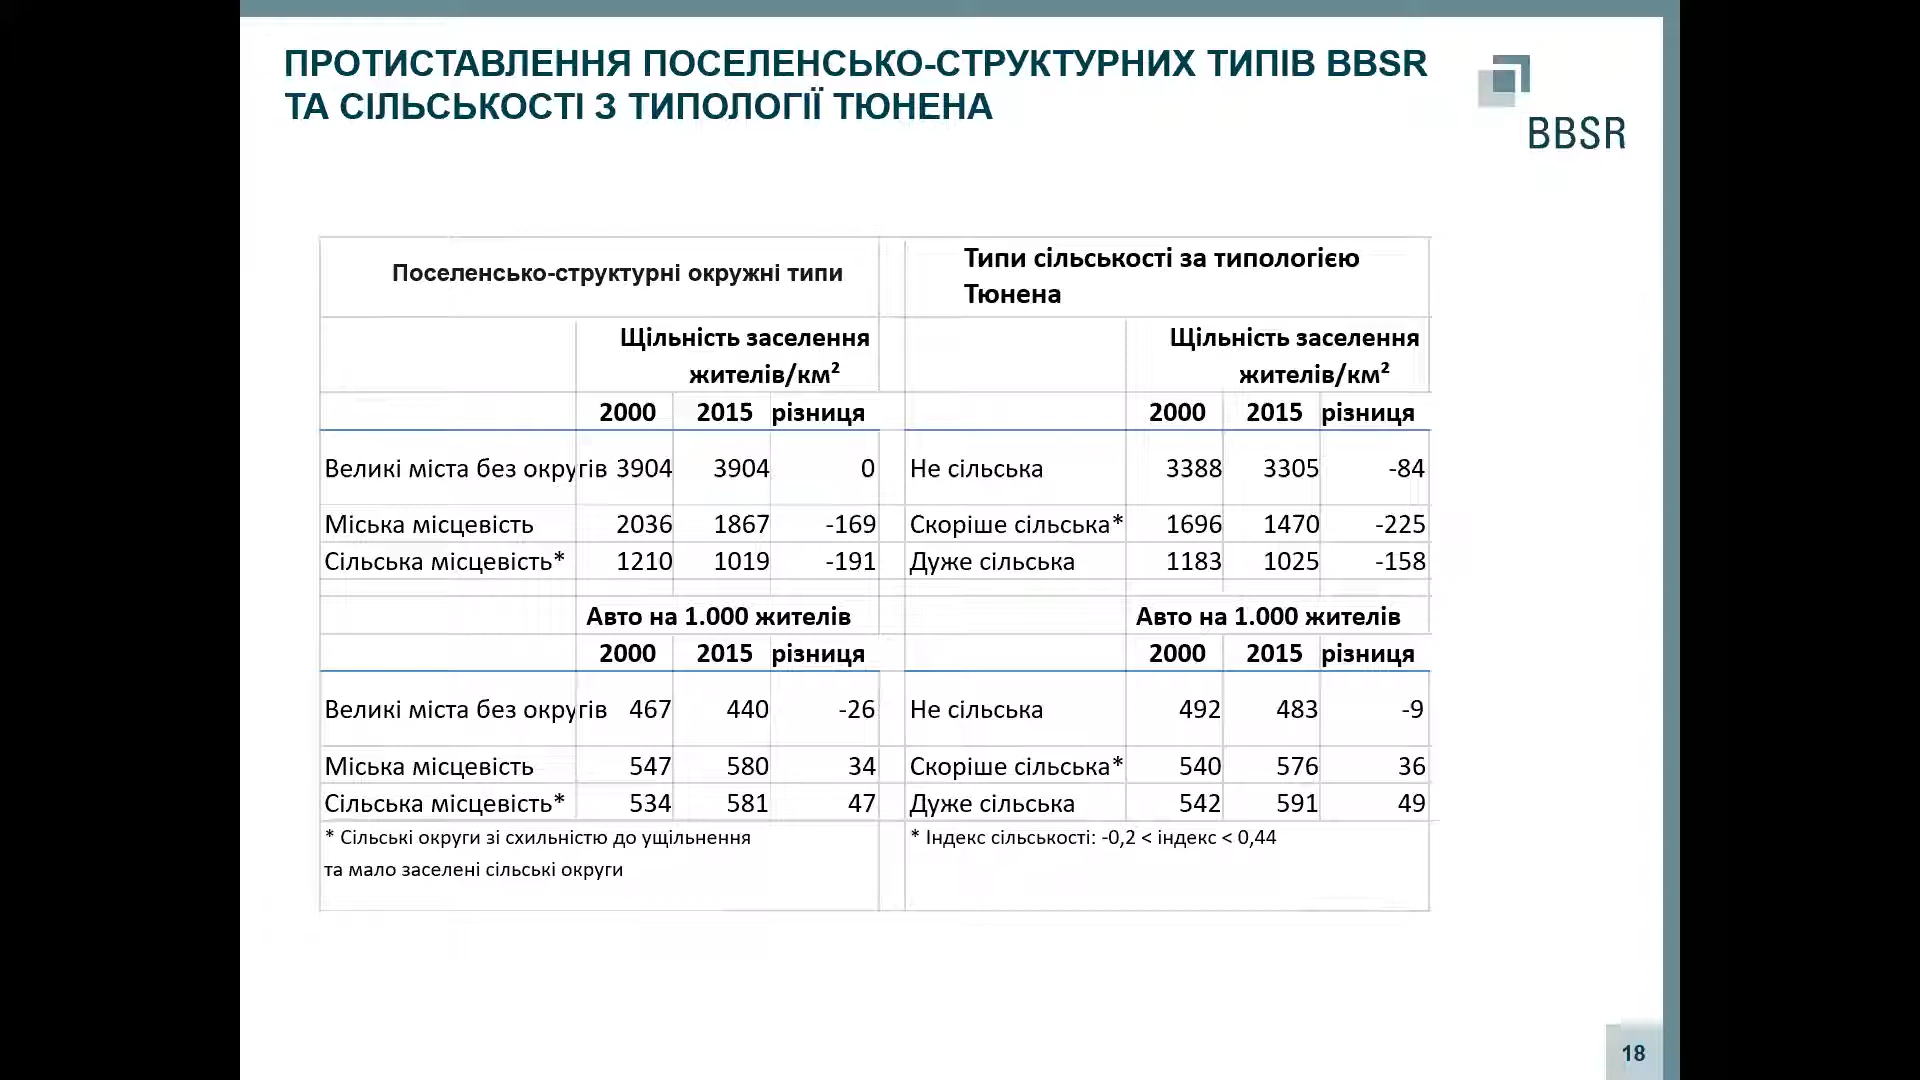 ПРОТИСТАВЛЕННЯ ПОСЕЛЕНСЬКО-СТРУКТУРНИХ ТИПІВ BBSR
ТА СІЛЬСЬКОСТІ З ТИПОЛОГІЇ ТЮНЕНА
BBSR
Поселенсько-структурні окружні типи
Типи сільськості за типологією
Тюнена
Щільність заселення
жителів/км²
Щільність заселення
жителів/км²
2000 2015 різниця 2000 2015 різниця
Великі міста без округів 3904 3904 0 Не сільська 3388 3305 -84
Міська місцевість 2036 1867 -169 Скоріше сільська* 1696 1470 -225
Сільська місцевість* 1210 1019 -191 Дуже сільська 1183 1025 -158
Авто на 1.000 жителів Авто на 1.000 жителів
2000 2015 різниця 2000 2015 різниця
Великі міста без округів 467 440 -26 Не сільська 492 483 -9
Міська місцевість 547 580 34 Скоріше сільська* 540 576 36
Сільська місцевість* 534 581 47 Дуже сільська 542 591 49
* Сільські округи зі схильністю до ущільнення
та мало заселені сільські округи
* Індекс сільськості: -0,2 < індекс < 0,44
18